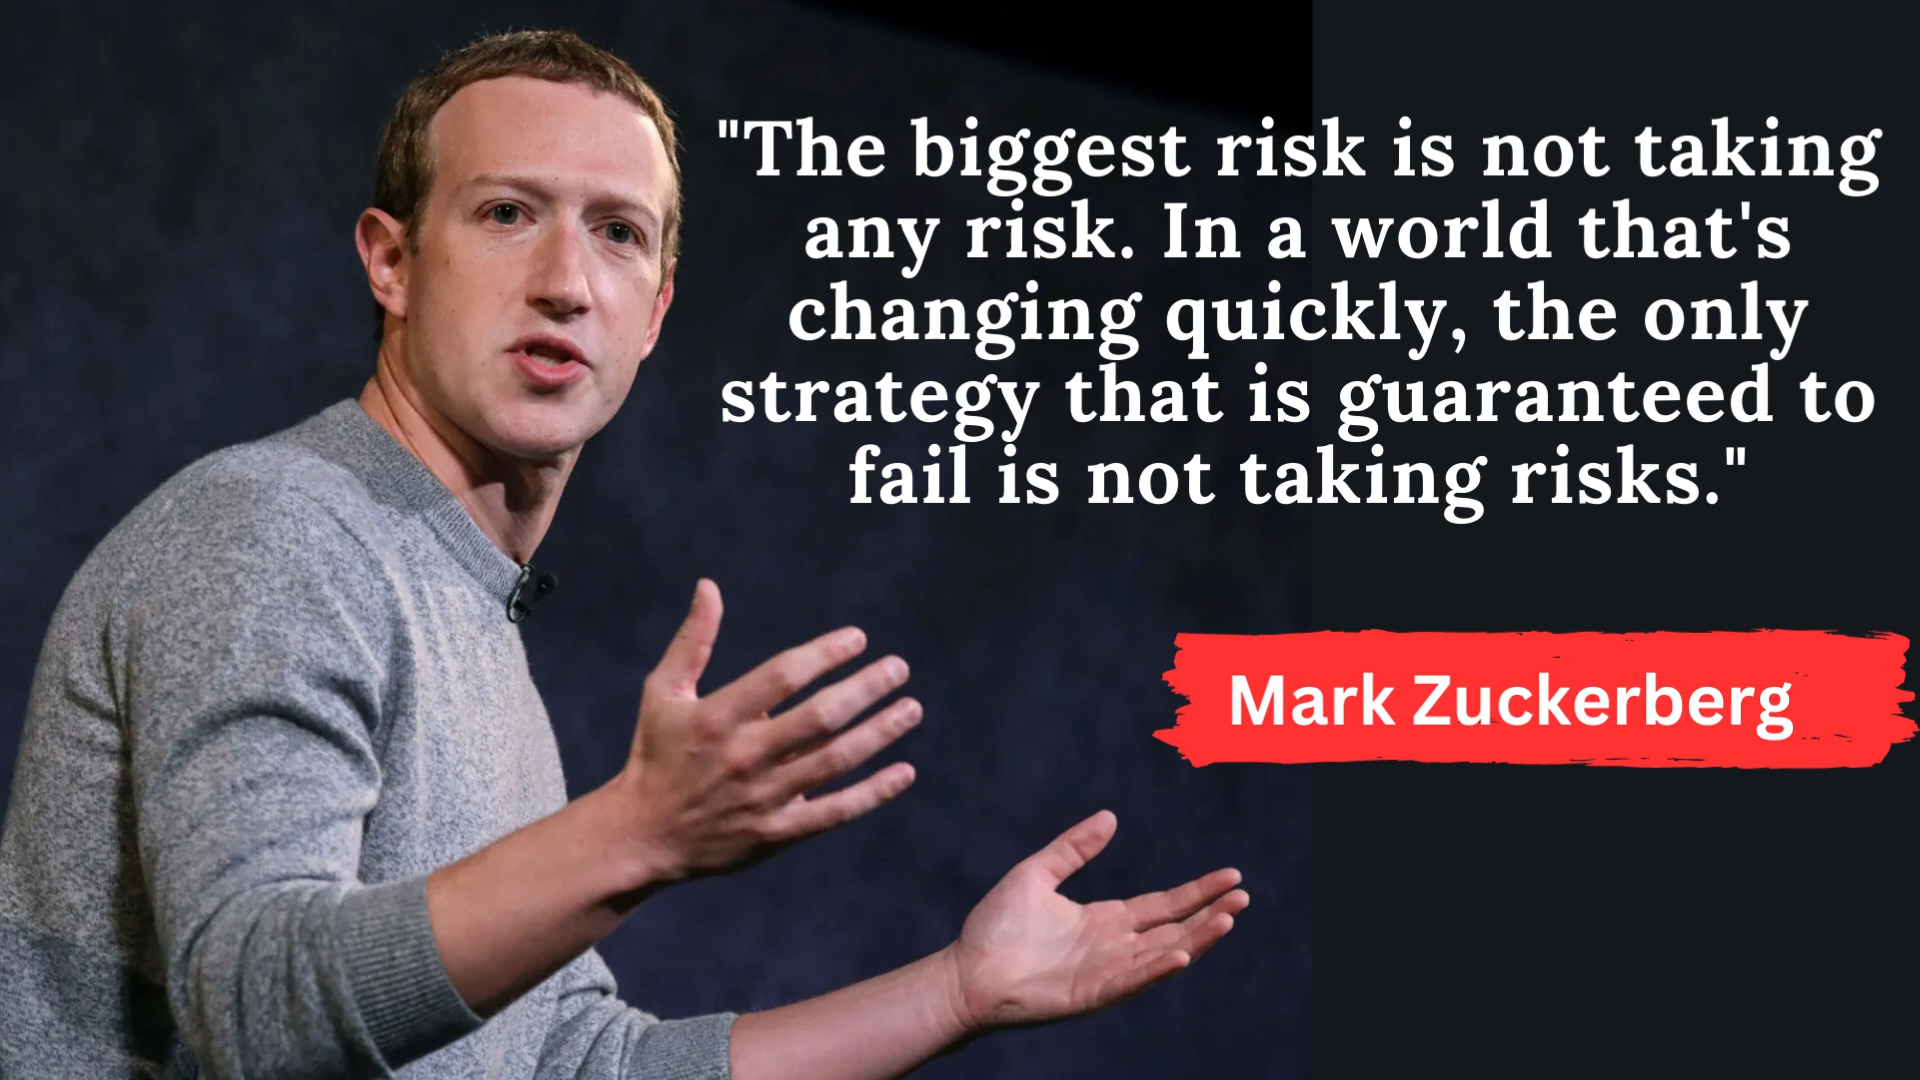 "The biggest risk is not taking
any risk. In a world that's
changing quickly, the only
strategy that is guaranteed to
fail is not taking risks."
Mark Zuckerberg